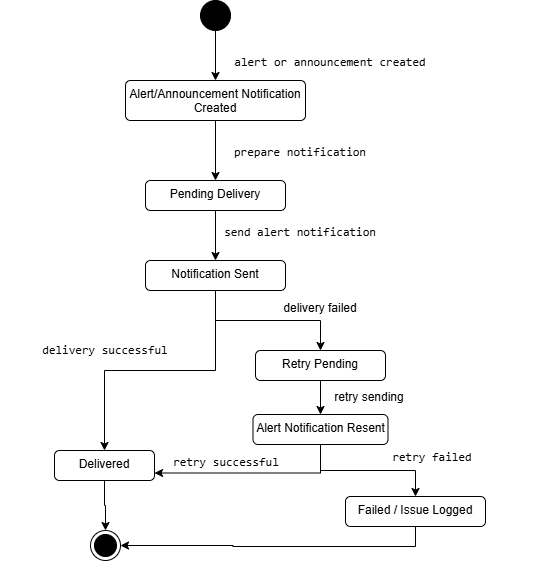 alert or announcement created
Alert/Announcement Notification
Created
prepare notification
Pending Delivery
send alert notification
Notification Sent
delivery failed
delivery successful
Retry Pending
retry sending
Alert Notification Resent
retry failed
retry successful
Delivered
Failed / Issue Logged